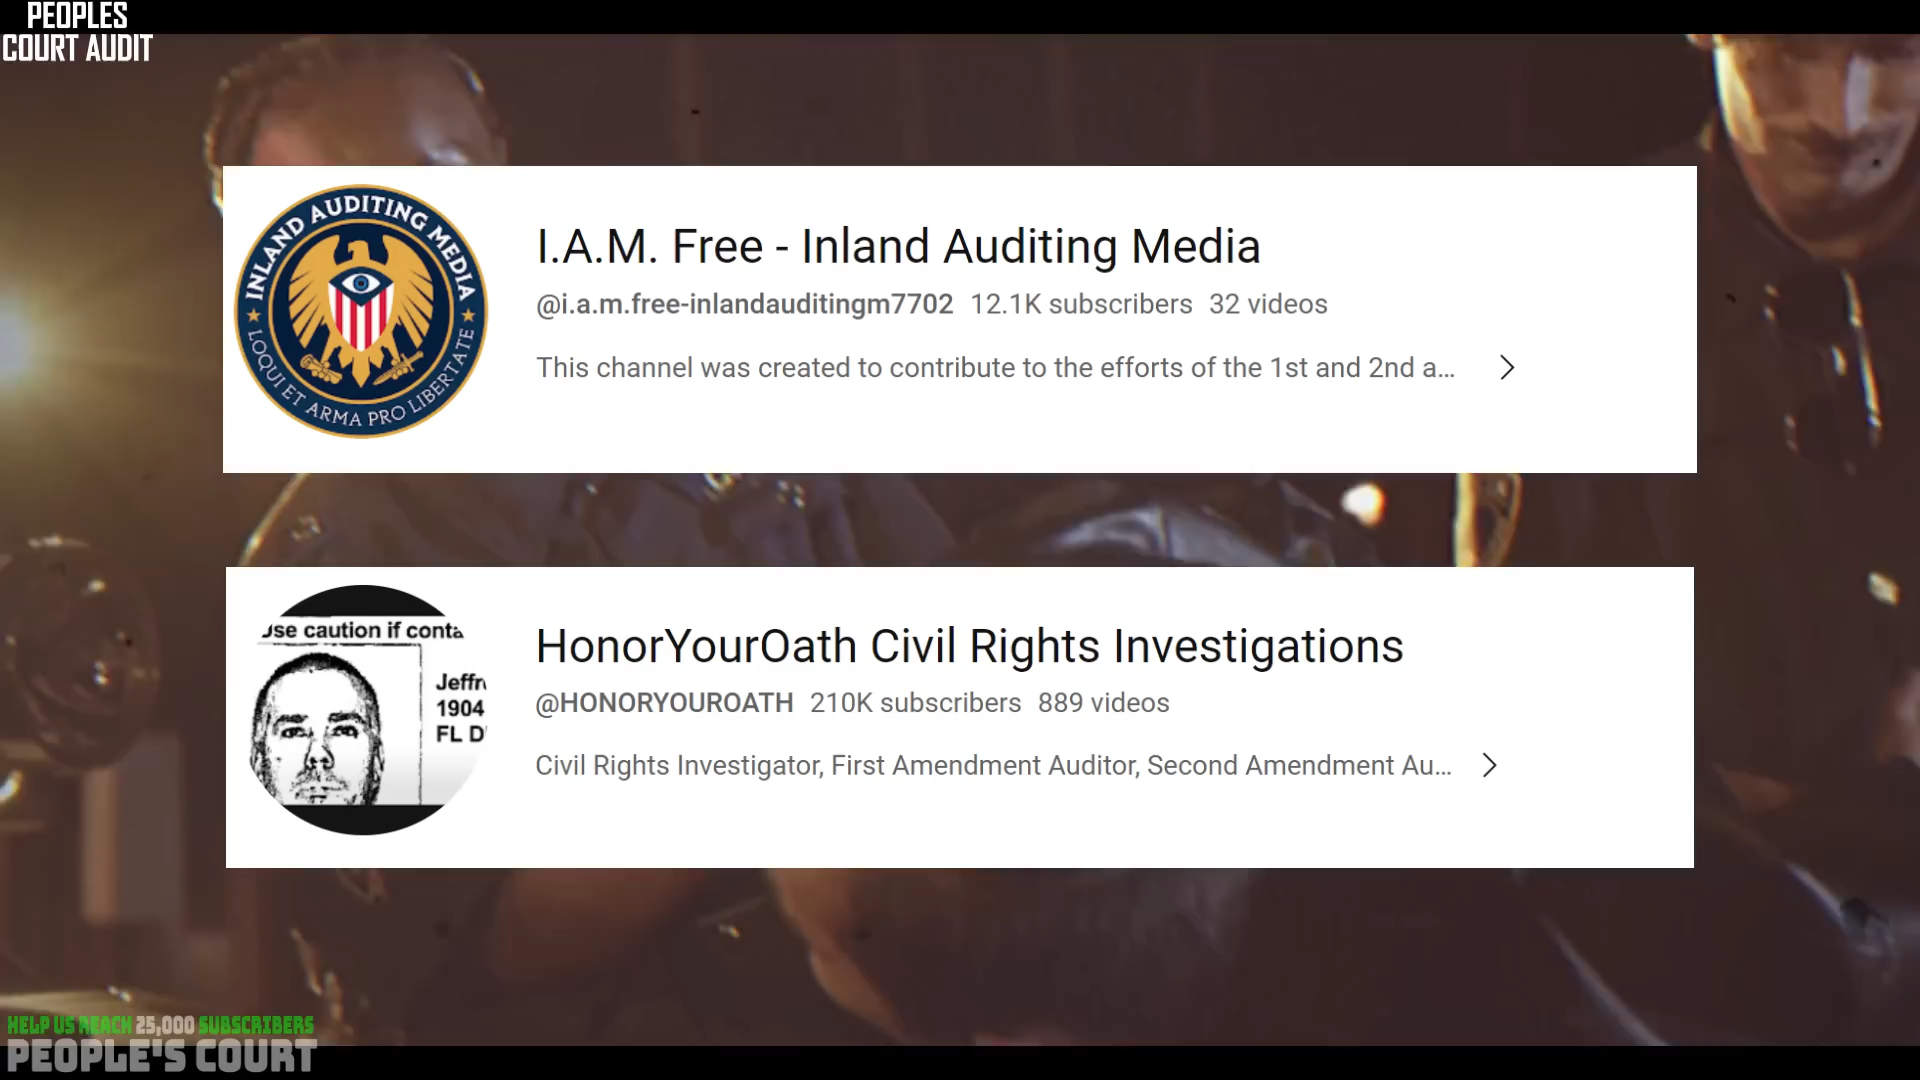 PEOPLES
COURT AUDIT
INLAND AUDITING MEDIA
LOQUI ET ARMA PRO LIBERTATE
I.A.M. Free - Inland Auditing Media
@i.a.m.free-inlandauditingm7702 12.1K subscribers 32 videos
This channel was created to contribute to the efforts of the 1st and 2nd a...
Use caution if conta
Jeffr
1904
FL D
HonorYourOath Civil Rights Investigations
@HONORYOUROATH 210K subscribers 889 videos
Civil Rights Investigator, First Amendment Auditor, Second Amendment Au...
HELP US REACH 25,000 SUBSCRIBERS
PEOPLE'S COURT